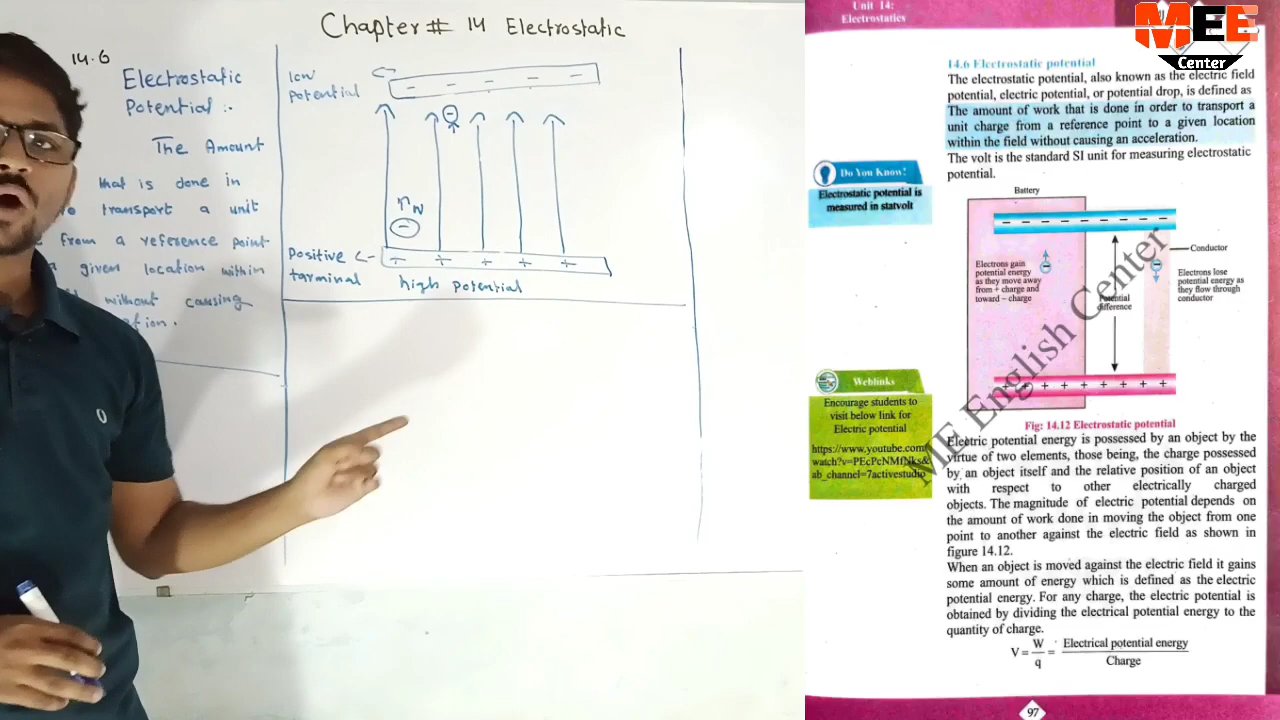 Chapter # 14 Electrostatic
14.6
Electrostatic
Potential :-
The Amount
that is done in
transport a unit
from a reference point
given location within
without causing
low
potential
Positive
tarminal
high potential
Unit 14:
Electrostatics
MEE
Center
14.6 Electrostatic potential
The electrostatic potential, also known as the electric field
potential, electric potential, or potential drop, is defined as
The amount of work that is done in order to transport a
unit charge from a reference point to a given location
within the field without causing an acceleration.
The volt is the standard SI unit for measuring electrostatic
potential.
Do You Know!
Electrostatic potential is
measured in statvolt
Battery
Conductor
Electrons gain
potential energy
as they move away
from + charge and
toward – charge
Potential
difference
Electrons lose
potential energy as
they flow through
conductor
ME English Center
Fig: 14.12 Electrostatic potential
Weblinks
Encourage students to
visit below link for
Electric potential
https://www.youtube.com/
watch?v=PEcPcNMfNks&
ab_channel=7activestudio
Electric potential energy is possessed by an object by the
virtue of two elements, those being, the charge possessed
by an object itself and the relative position of an object
with respect to other electrically charged
objects. The magnitude of electric potential depends on
the amount of work done in moving the object from one
point to another against the electric field as shown in
figure 14.12.
When an object is moved against the electric field it gains
some amount of energy which is defined as the electric
potential energy. For any charge, the electric potential is
obtained by dividing the electrical potential energy to the
quantity of charge.
V = W/q = Electrical potential energy / Charge
97